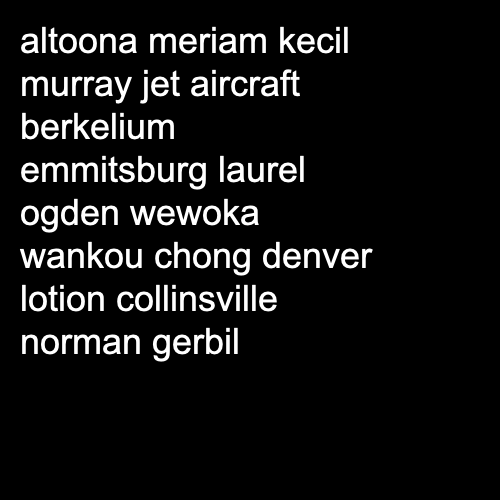 altoona meriam kecil
murray jet aircraft
berkelium
emmitsburg laurel
ogden wewoka
wankou chong denver
lotion collinsville
norman gerbil